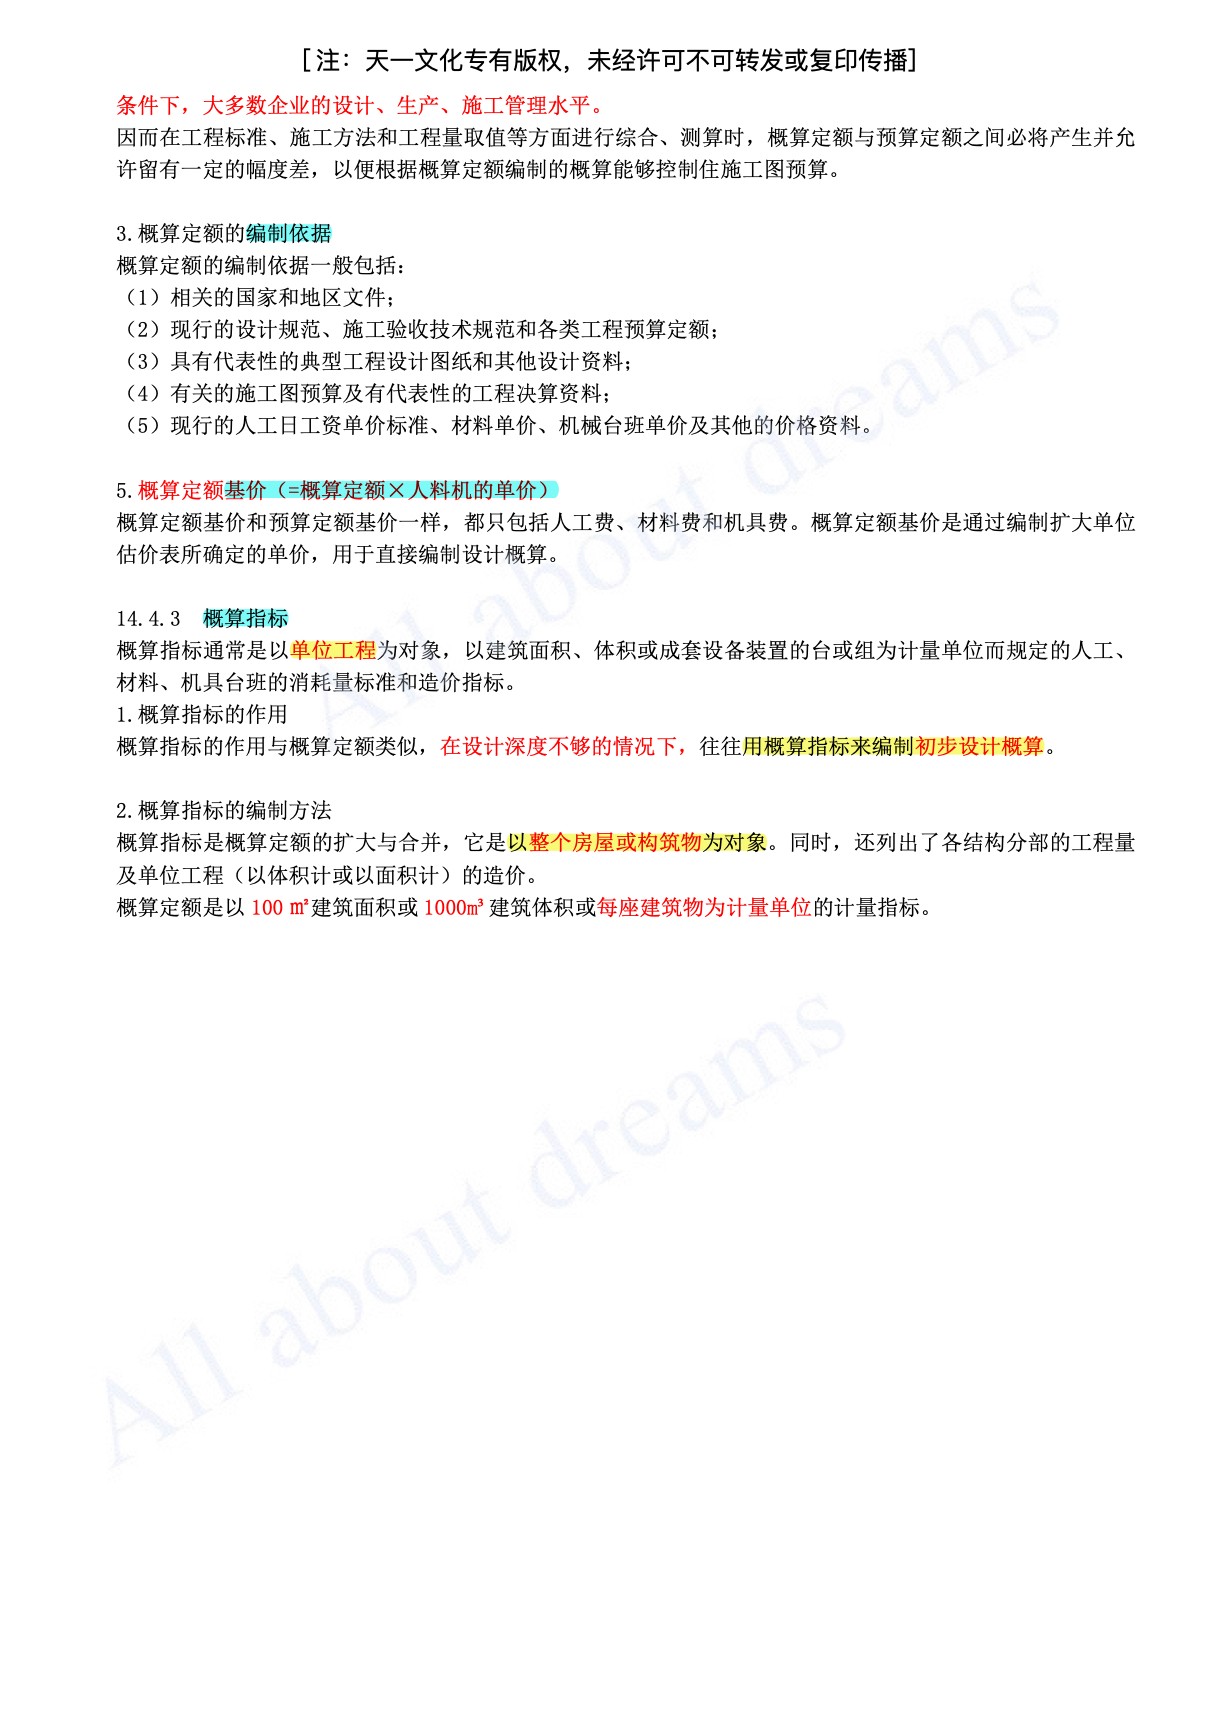 [注：天一文化专有版权，未经许可不可转发或复印传播]
条件下，大多数企业的设计、生产、施工管理水平。
因而在工程标准、施工方法和工程量取值等方面进行综合、测算时，概算定额与预算定额之间必将产生并允
许留有一定的幅度差，以便根据概算定额编制的概算能够控制住施工图预算。
3.概算定额的编制依据
概算定额的编制依据一般包括：
（1）相关的国家和地区文件；
（2）现行的设计规范、施工验收技术规范和各类工程预算定额；
（3）具有代表性的典型工程设计图纸和其他设计资料；
（4）有关的施工图预算及有代表性的工程决算资料；
（5）现行的人工日工资单价标准、材料单价、机械台班单价及其他的价格资料。
5.概算定额基价（=概算定额×人料机的单价）
概算定额基价和预算定额基价一样，都只包括人工费、材料费和机具费。概算定额基价是通过编制扩大单位
估价表所确定的单价，用于直接编制设计概算。
14.4.3 概算指标
概算指标通常是以单位工程为对象，以建筑面积、体积或成套设备装置的台或组为计量单位而规定的人工、
材料、机具台班的消耗量标准和造价指标。
1.概算指标的作用
概算指标的作用与概算定额类似，在设计深度不够的情况下，往往用概算指标来编制初步设计概算。
2.概算指标的编制方法
概算指标是概算定额的扩大与合并，它是以整个房屋或构筑物为对象。同时，还列出了各结构分部的工程量
及单位工程（以体积计或以面积计）的造价。
概算定额是以 100 ㎡建筑面积或 1000m³ 建筑体积或每座建筑物为计量单位的计量指标。
All about dreams
All about dreams